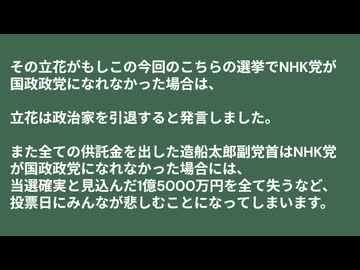 その立花がもしこの今回のこちらの選挙でNHK党が
国政政党になれなかった場合は、
立花は政治家を引退すると発言しました。
また全ての供託金を出した造船太郎副党首はNHK党
が国政政党になれなかった場合には、
当選確実と見込んだ1億5000万円を全て失うなど、
投票日にみんなが悲しむことになってしまいます。